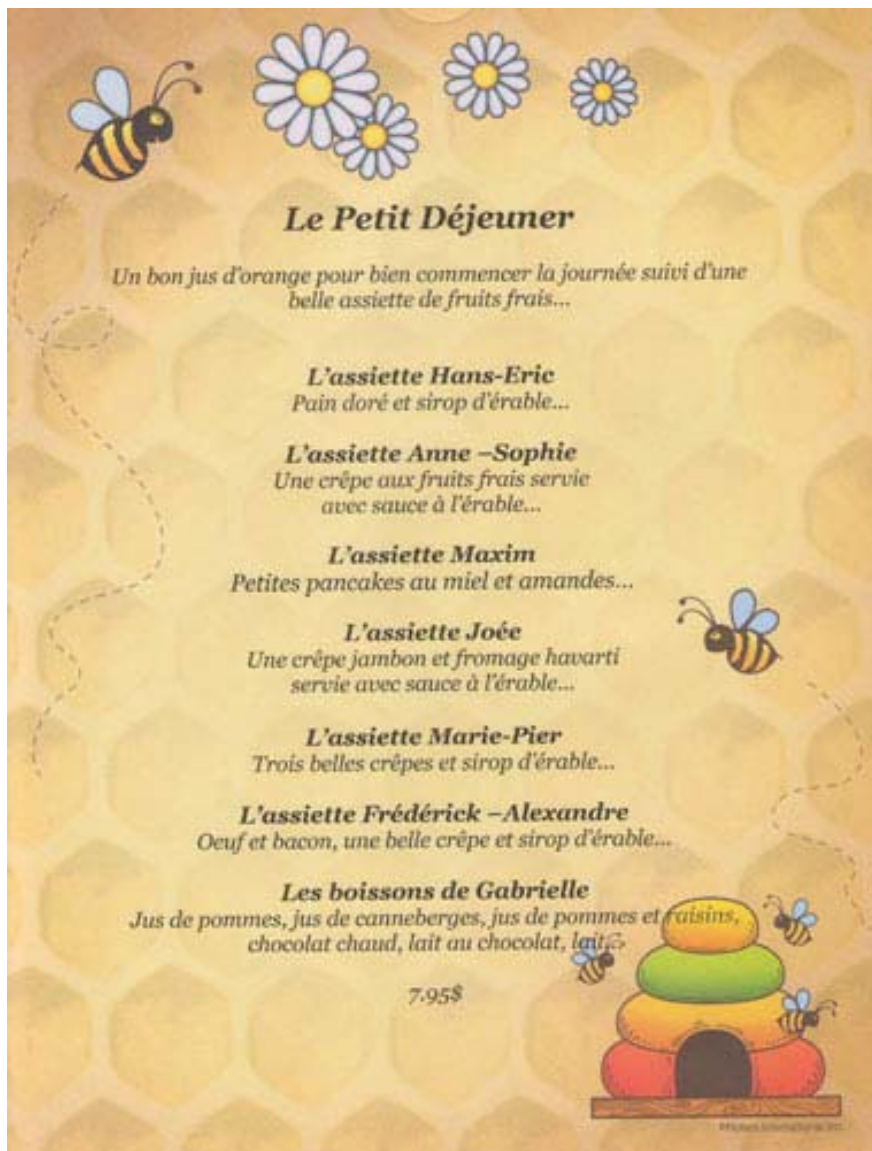 Le Petit Déjeuner
Un bon jus d'orange pour bien commencer la journée suivi d'une
belle assiette de fruits frais...
L'assiette Hans-Eric
Pain doré et sirop d'érable...
L'assiette Anne –Sophie
Une crêpe aux fruits frais servie
avec sauce à l'érable...
L'assiette Maxim
Petites pancakes au miel et amandes...
L'assiette Joée
Une crêpe jambon et fromage havarti
servie avec sauce à l'érable...
L'assiette Marie-Pier
Trois belles crêpes et sirop d'érable...
L'assiette Frédérick –Alexandre
Oeuf et bacon, une belle crêpe et sirop d'érable...
Les boissons de Gabrielle
Jus de pommes, jus de canneberges, jus de pommes et raisins,
chocolat chaud, lait au chocolat, lait
7.95$